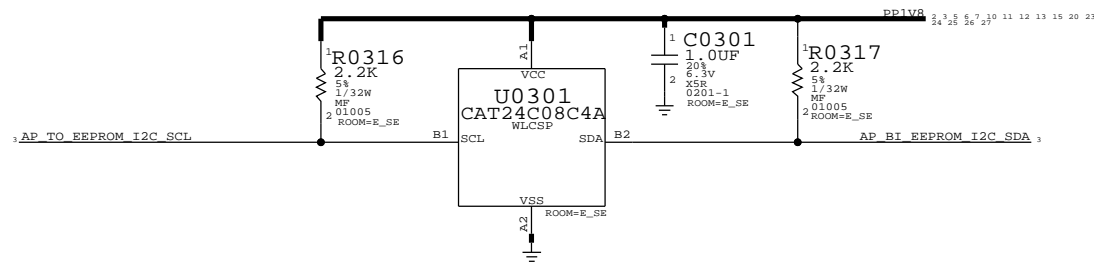 PP1V8 2 3 5 6 7 10 11 12 13 15 20 23
24 25 26 27
1 R0316
2.2K
5%
1/32W
MF
2 01005
ROOM=E_SE
A1
VCC
U0301
CAT24C08C4A
WLCSP
1 C0301
1.0UF
20%
2 6.3V
X5R
0201-1
ROOM=E_SE
1 R0317
2.2K
5%
1/32W
MF
01005
2 ROOM=E_SE
3 AP_TO_EEPROM_I2C_SCL
B1
SCL
SDA
B2
AP_BI_EEPROM_I2C_SDA 3
VSS
A2
ROOM=E_SE